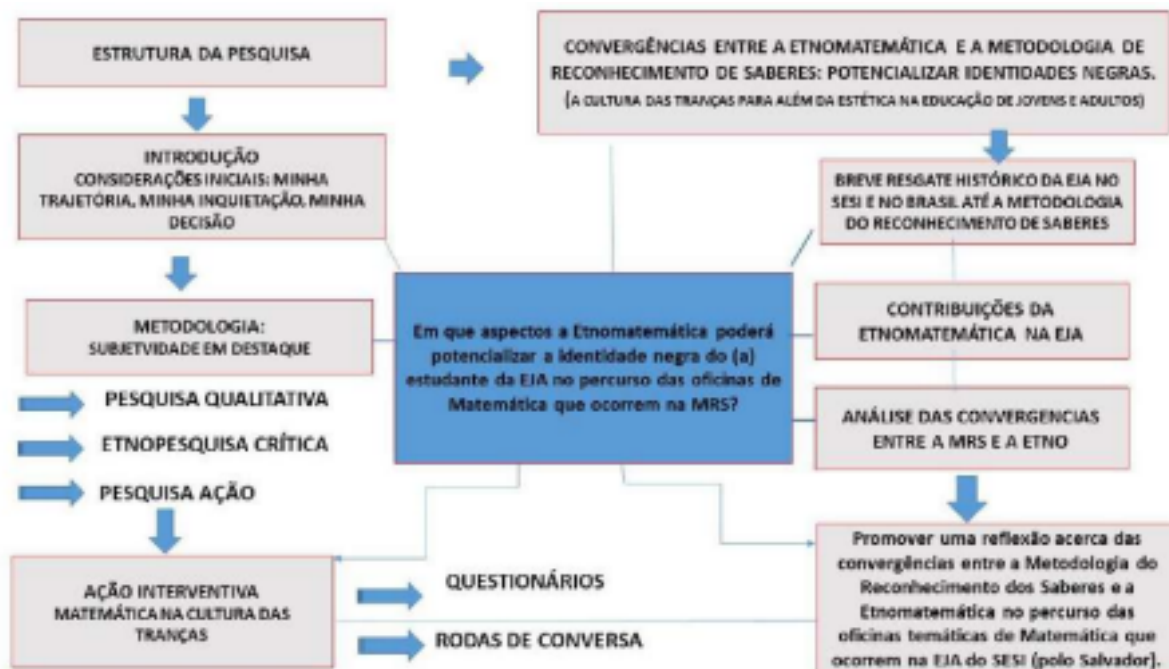 ESTRUTURA DA PESQUISA
CONVERGÊNCIAS ENTRE A ETNOMATEMÁTICA E A METODOLOGIA DE
RECONHECIMENTO DE SABERES: POTENCIALIZAR IDENTIDADES NEGRAS.
(A CULTURA DAS TRANÇAS PARA ALÉM DA ESTÉTICA NA EDUCAÇÃO DE JOVENS E ADULTOS)
INTRODUÇÃO
CONSIDERAÇÕES INICIAIS: MINHA
TRAJETÓRIA, MINHA INQUIETAÇÃO, MINHA
DECISÃO
BREVE RESGATE HISTÓRICO DA EJA NO
SESI E NO BRASIL ATÉ A METODOLOGIA
DO RECONHECIMENTO DE SABERES
METODOLOGIA:
SUBJETVIDADE EM DESTAQUE
Em que aspectos a Etnomatemática poderá
potencializar a identidade negra do (a)
estudante da EJA no percurso das oficinas de
Matemática que ocorrem na MRS?
CONTRIBUIÇÕES DA
ETNOMATEMÁTICA NA EJA
PESQUISA QUALITATIVA
ETNOPESQUISA CRÍTICA
PESQUISA AÇÃO
ANÁLISE DAS CONVERGENCIAS
ENTRE A MRS E A ETNO
AÇÃO INTERVENTIVA
MATEMÁTICA NA CULTURA DAS
TRANÇAS
QUESTIONÁRIOS
RODAS DE CONVERSA
Promover uma reflexão acerca das
convergências entre a Metodologia do
Reconhecimento dos Saberes e a
Etnomatemática no percurso das
oficinas temáticas de Matemática que
ocorrem na EJA do SESI (polo Salvador).